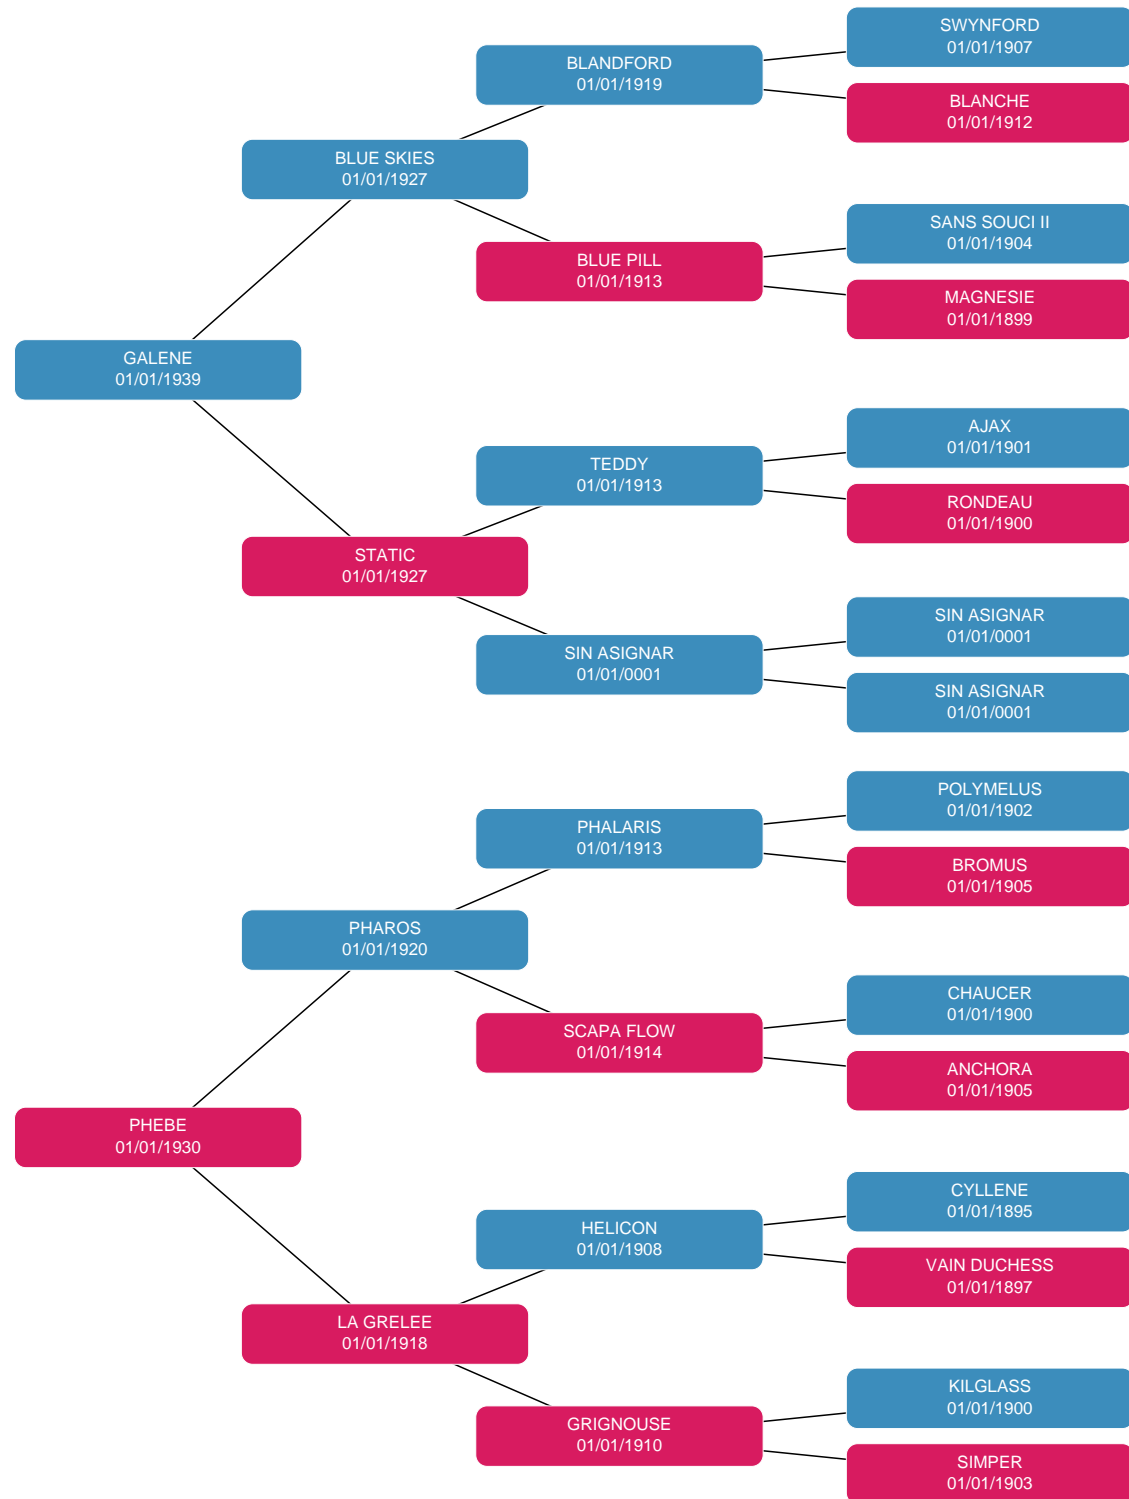 SWYNFORD
01/01/1907
BLANDFORD
01/01/1919
BLANCHE
01/01/1912
BLUE SKIES
01/01/1927
SANS SOUCI II
01/01/1904
BLUE PILL
01/01/1913
MAGNESIE
01/01/1899
GALENE
01/01/1939
AJAX
01/01/1901
TEDDY
01/01/1913
RONDEAU
01/01/1900
STATIC
01/01/1927
SIN ASIGNAR
01/01/0001
SIN ASIGNAR
01/01/0001
SIN ASIGNAR
01/01/0001
POLYMELUS
01/01/1902
PHALARIS
01/01/1913
BROMUS
01/01/1905
PHAROS
01/01/1920
CHAUCER
01/01/1900
SCAPA FLOW
01/01/1914
ANCHORA
01/01/1905
PHEBE
01/01/1930
CYLLENE
01/01/1895
HELICON
01/01/1908
VAIN DUCHESS
01/01/1897
LA GRELEE
01/01/1918
KILGLASS
01/01/1900
GRIGNOUSE
01/01/1910
SIMPER
01/01/1903